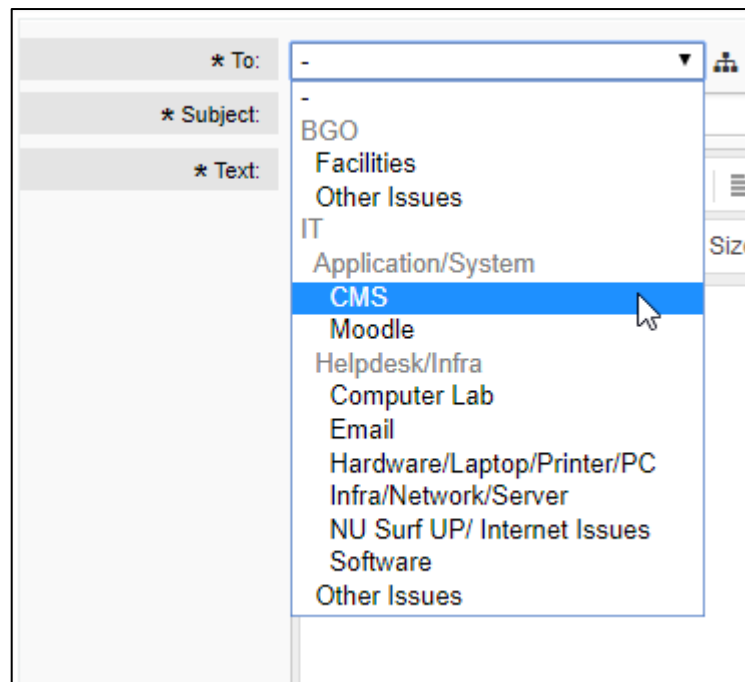 * To:
-
* Subject:
-
BGO
* Text:
Facilities
Other Issues
IT
Application/System
CMS
Moodle
Helpdesk/Infra
Computer Lab
Email
Hardware/Laptop/Printer/PC
Infra/Network/Server
NU Surf UP/ Internet Issues
Software
Other Issues